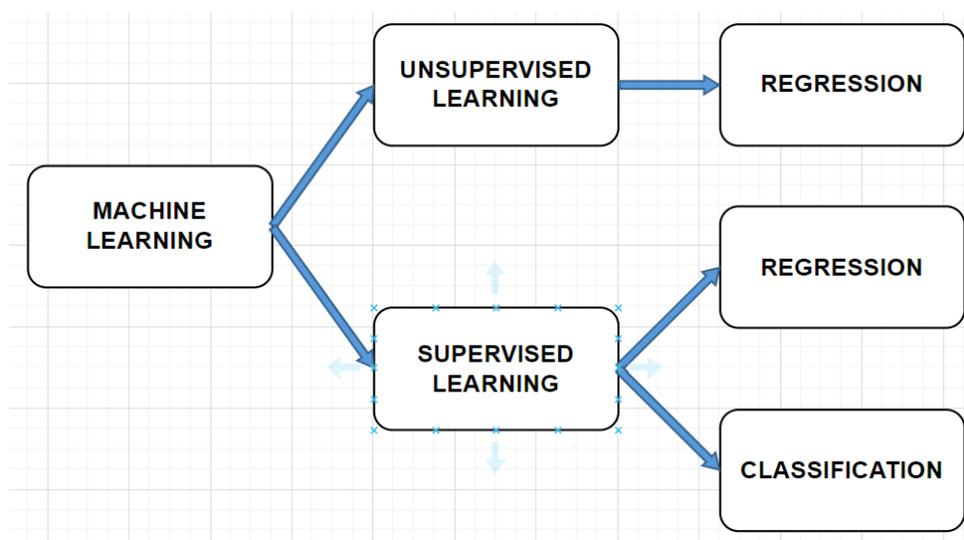 UNSUPERVISED
LEARNING
REGRESSION
MACHINE
LEARNING
REGRESSION
SUPERVISED
LEARNING
CLASSIFICATION